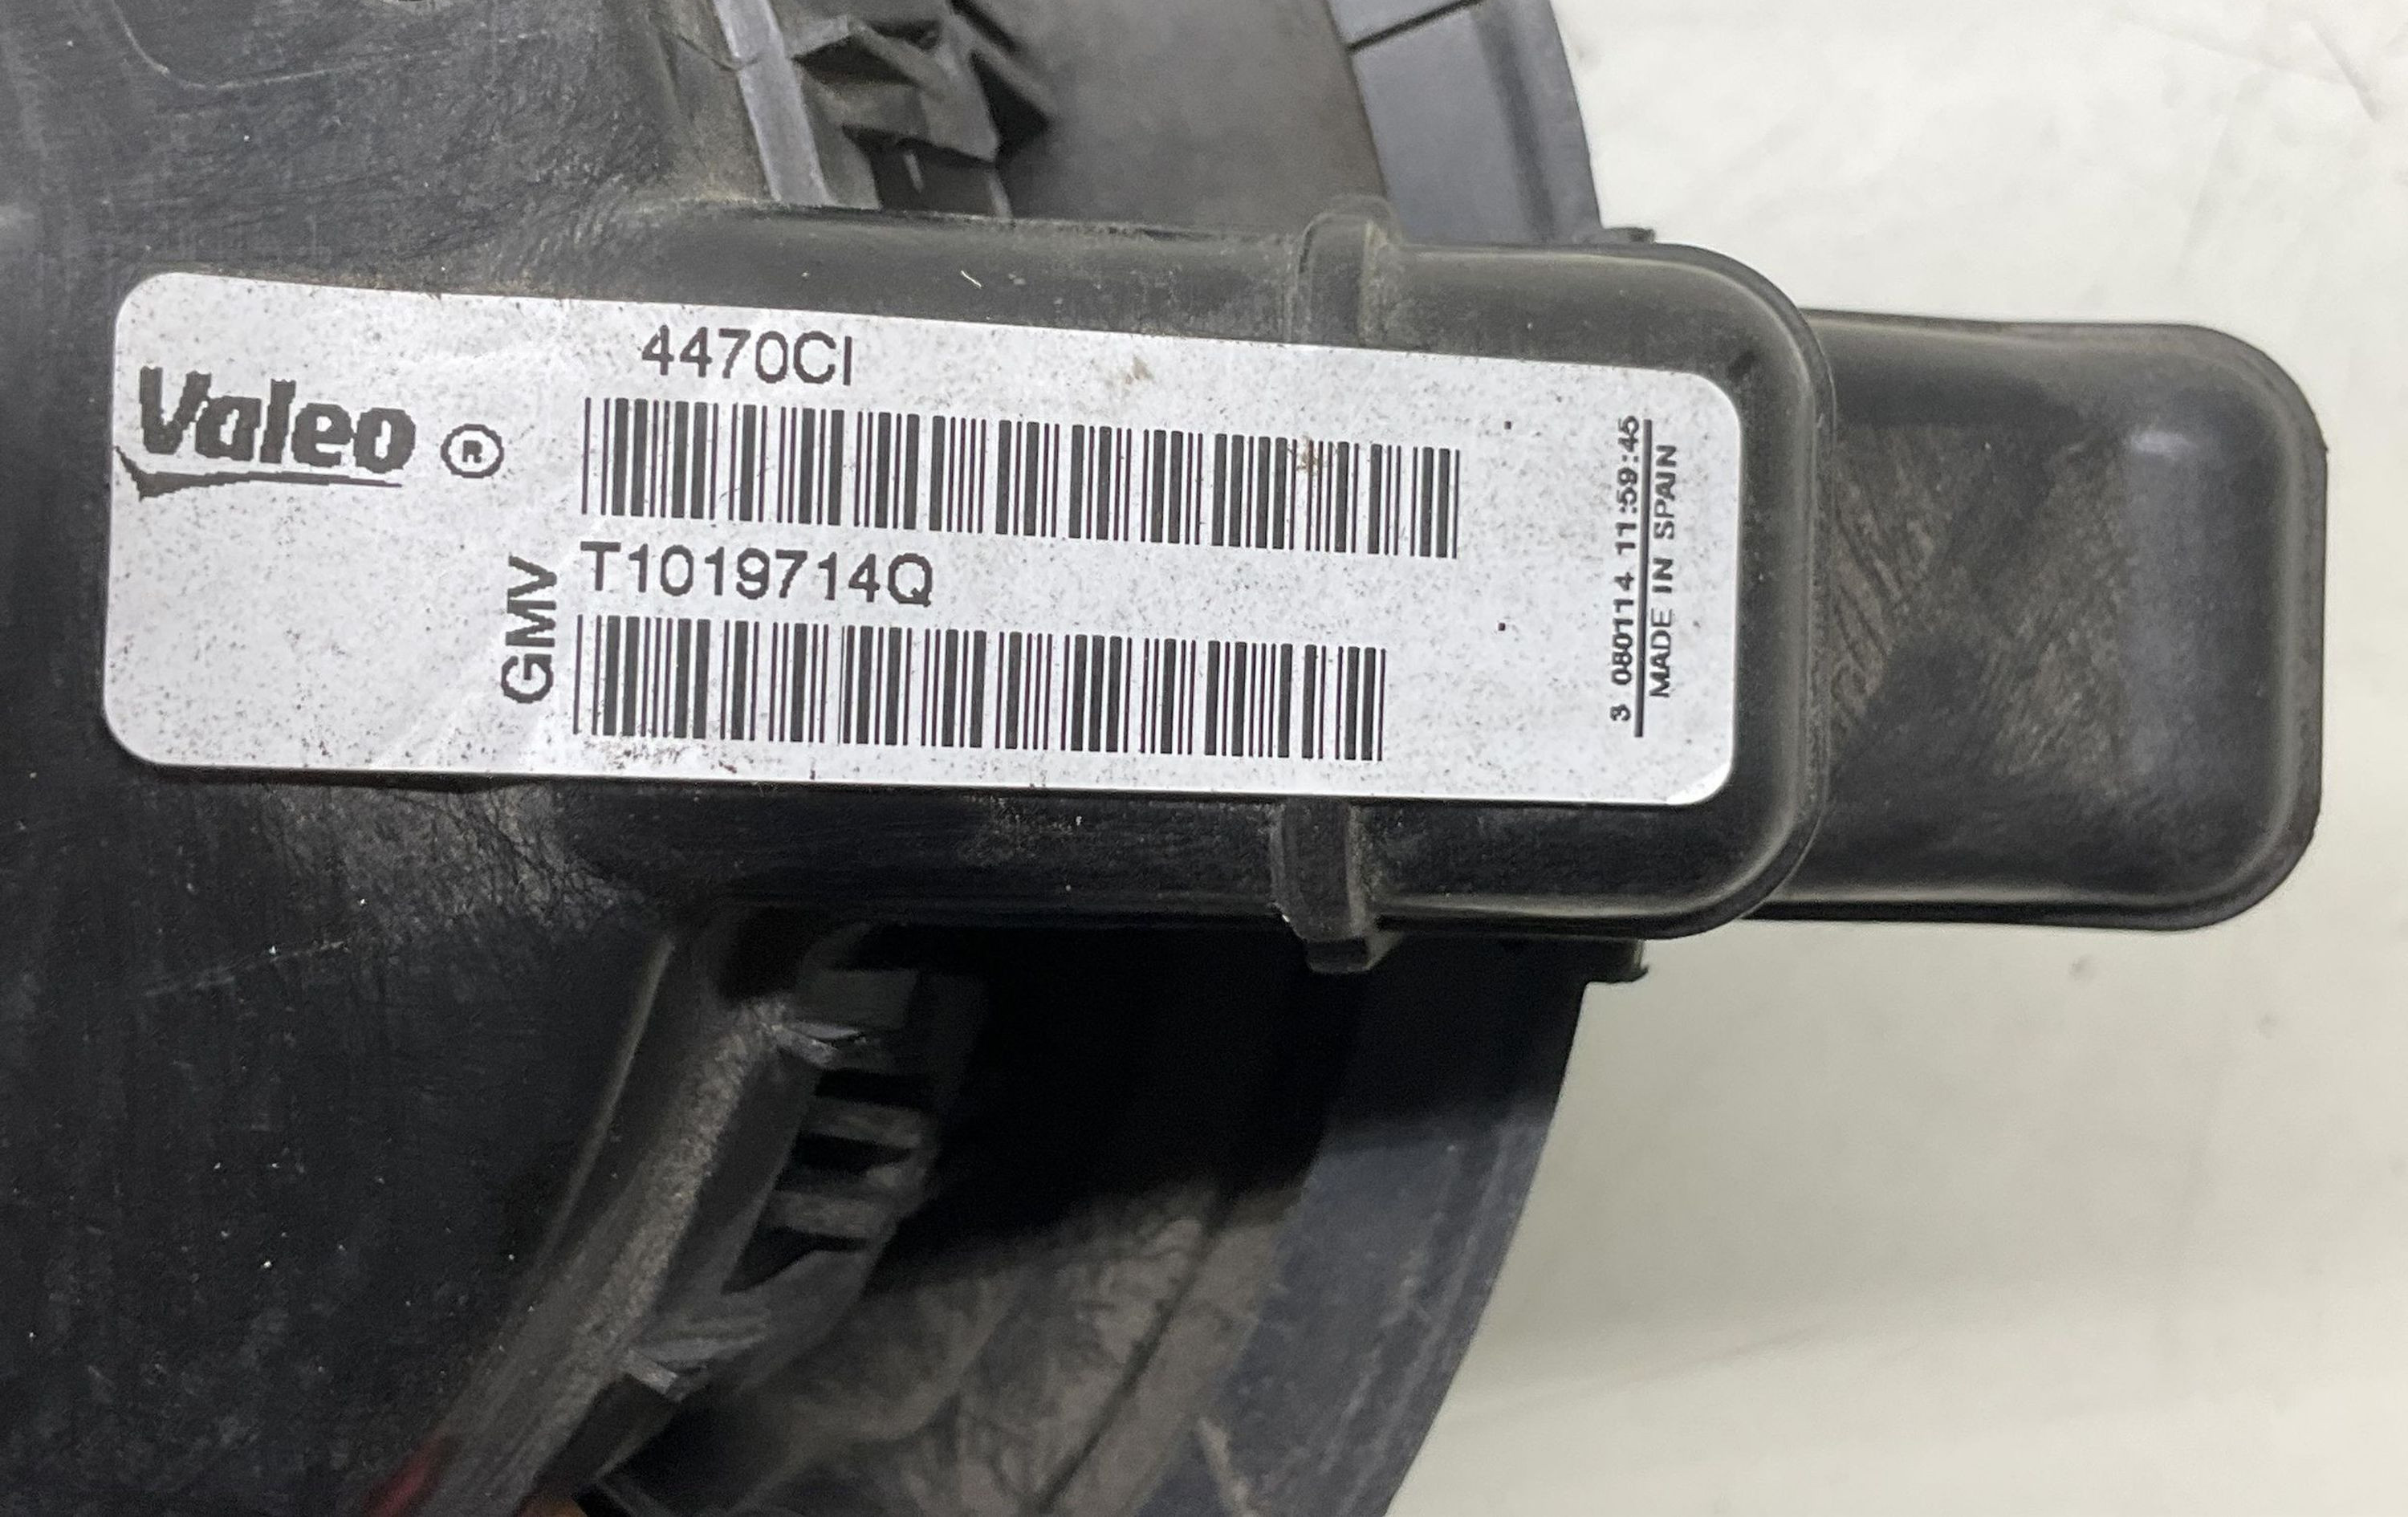 Valeo ®
4470CI
GMV
T1019714Q
3 080114 11:59:45
MADE IN SPAIN